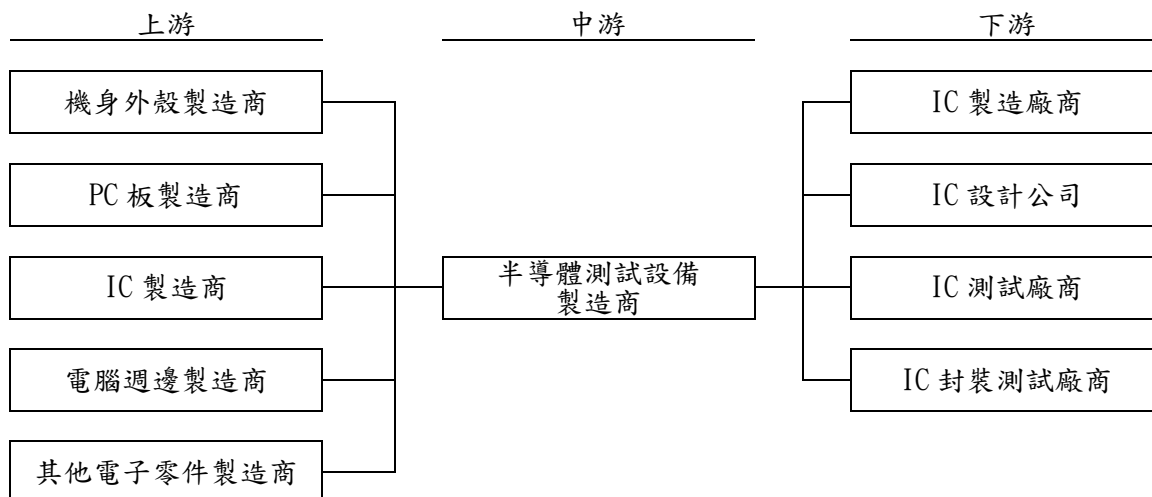 上游
中游
下游
機身外殼製造商
IC 製造廠商
PC 板製造商
IC 設計公司
IC 製造商
半導體測試設備
製造商
IC 測試廠商
電腦週邊製造商
IC 封裝測試廠商
其他電子零件製造商